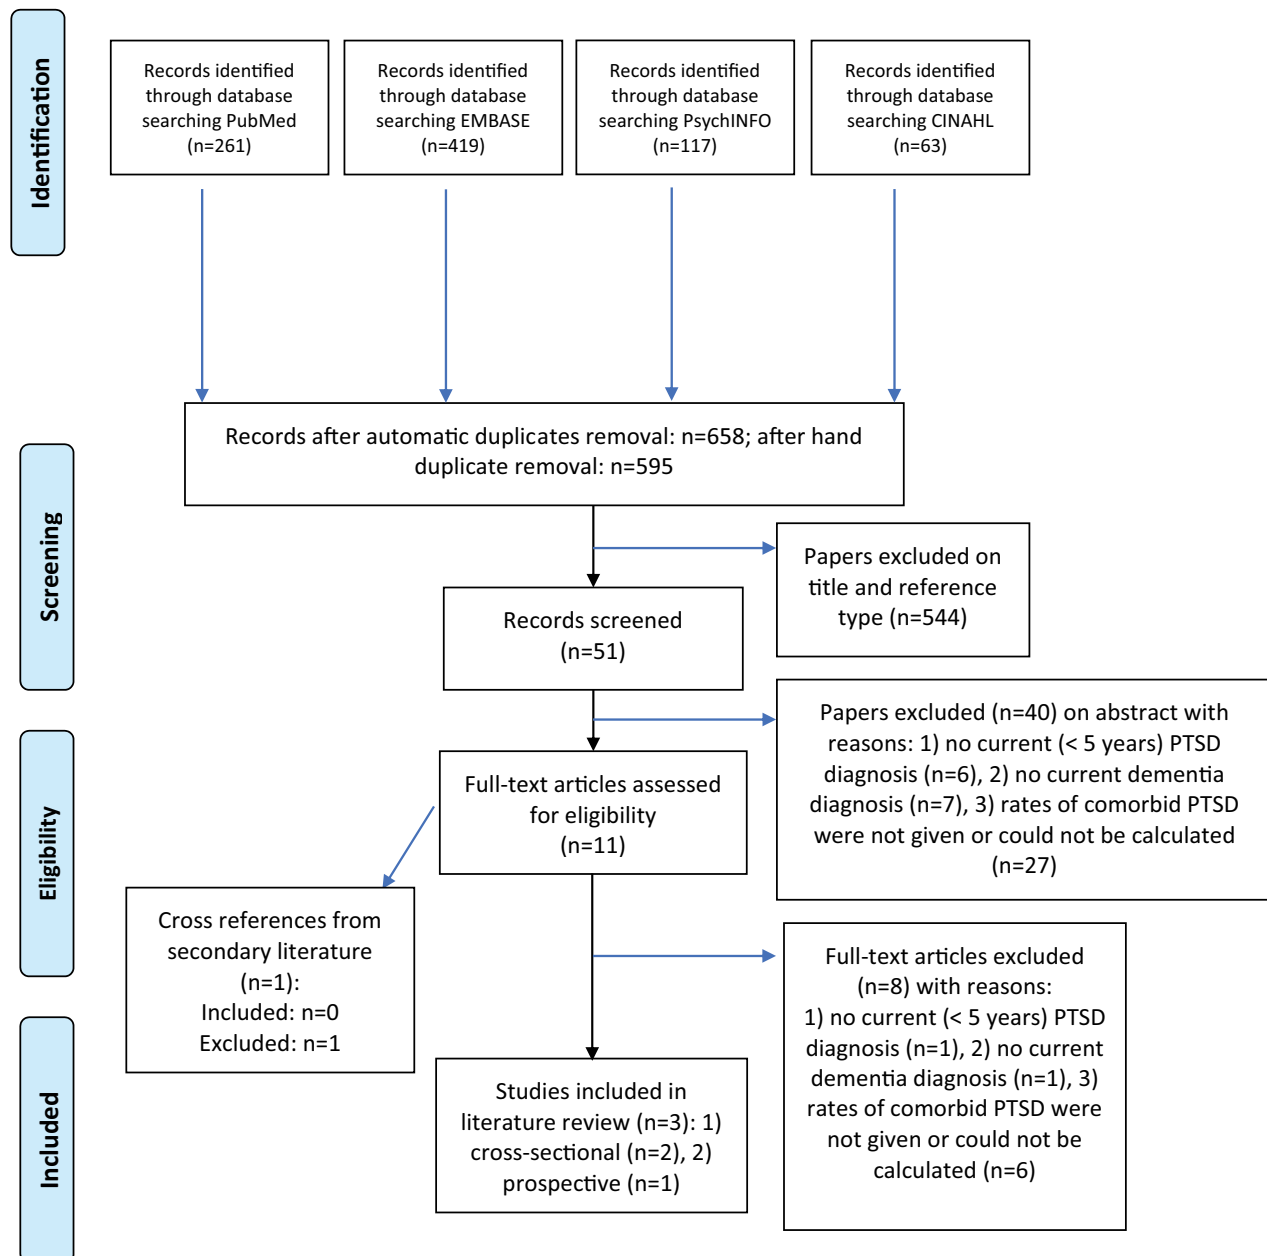 Identification
Records identified
through database
searching PubMed
(n=261)
Records identified
through database
searching EMBASE
(n=419)
Records identified
through database
searching PsychINFO
(n=117)
Records identified
through database
searching CINAHL
(n=63)
Records after automatic duplicates removal: n=658; after hand
duplicate removal: n=595
Screening
Papers excluded on
title and reference
type (n=544)
Records screened
(n=51)
Papers excluded (n=40) on abstract with
reasons: 1) no current (< 5 years) PTSD
diagnosis (n=6), 2) no current dementia
diagnosis (n=7), 3) rates of comorbid PTSD
were not given or could not be calculated
(n=27)
Eligibility
Full-text articles assessed
for eligibility
(n=11)
Cross references from
secondary literature
(n=1):
Included: n=0
Excluded: n=1
Full-text articles excluded
(n=8) with reasons:
1) no current (< 5 years) PTSD
diagnosis (n=1), 2) no current
dementia diagnosis (n=1), 3)
rates of comorbid PTSD were
not given or could not be
calculated (n=6)
Included
Studies included in
literature review (n=3): 1)
cross-sectional (n=2), 2)
prospective (n=1)